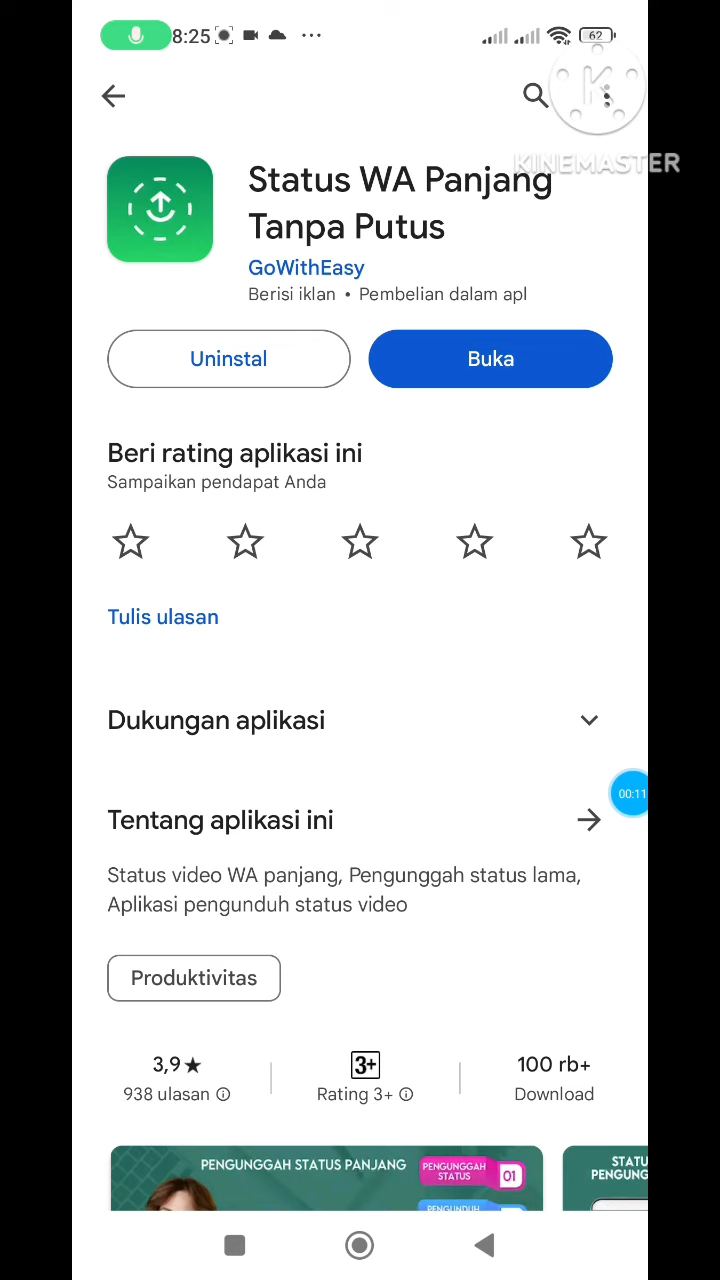 8:25
62
KINEMASTER
Status WA Panjang
Tanpa Putus
GoWithEasy
Berisi iklan • Pembelian dalam apl
Uninstal
Buka
Beri rating aplikasi ini
Sampaikan pendapat Anda
Tulis ulasan
Dukungan aplikasi
00:11
Tentang aplikasi ini
Status video WA panjang, Pengunggah status lama,
Aplikasi pengunduh status video
Produktivitas
3,9★
938 ulasan
3+
Rating 3+
100 rb+
Download
PENGUNGGAH STATUS PANJANG
PENGUNGGAH
STATUS
01
PENGUNDUH
STATU
PENGUNG